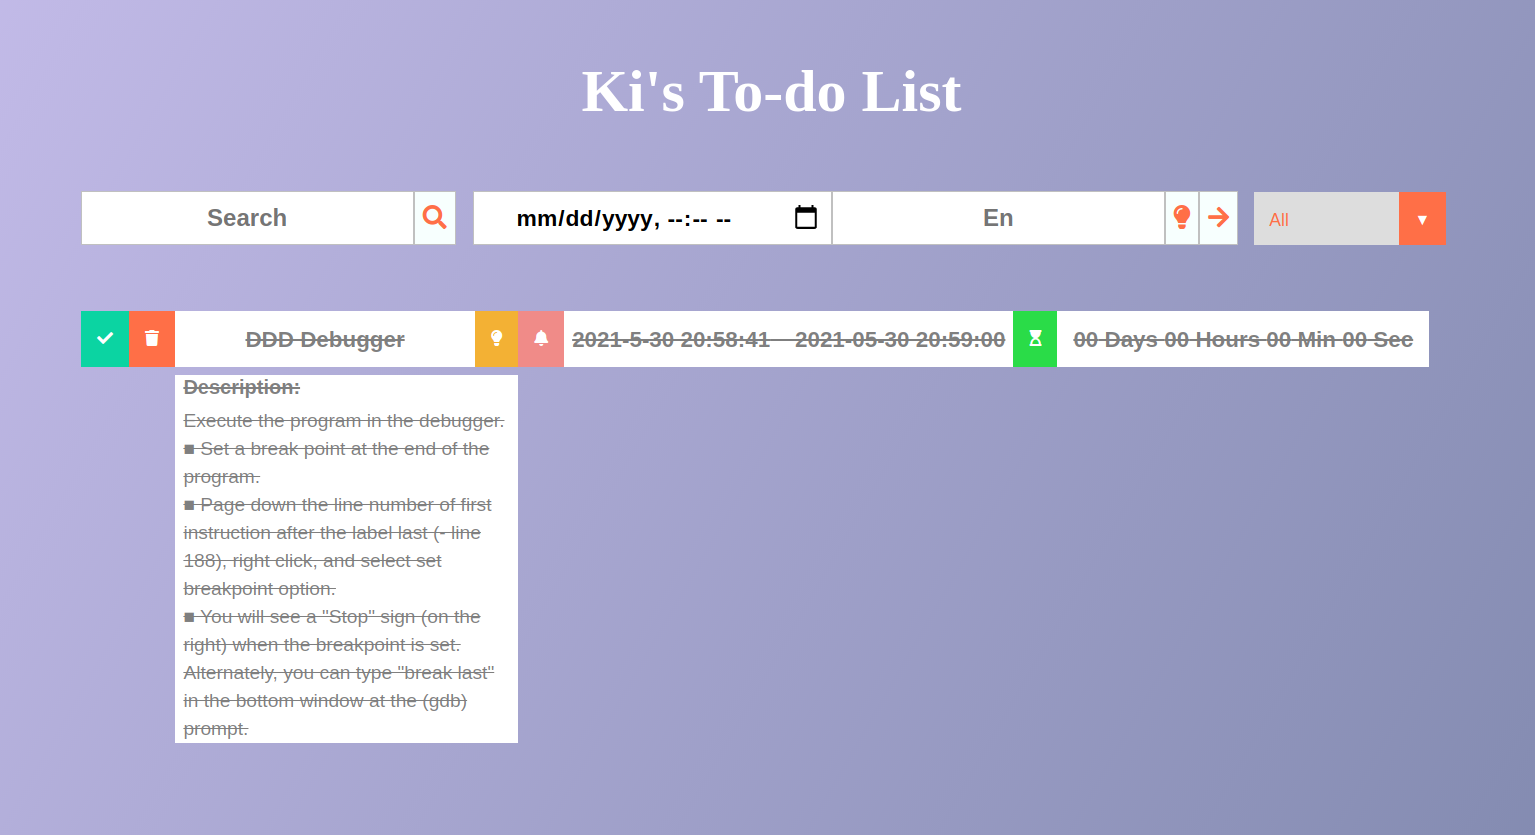 Ki's To-do List
Search
mm/dd/yyyy, --:-- --
En
All
DDD Debugger
2021-5-30 20:58:41 2021-05-30 20:59:00
00 Days 00 Hours 00 Min 00 Sec
Description:
Execute the program in the debugger.
■ Set a break point at the end of the
program.
■ Page down the line number of first
instruction after the label last (- line
188), right click, and select set
breakpoint option.
■ You will see a "Stop" sign (on the
right) when the breakpoint is set.
Alternately, you can type "break last"
in the bottom window at the (gdb)
prompt.